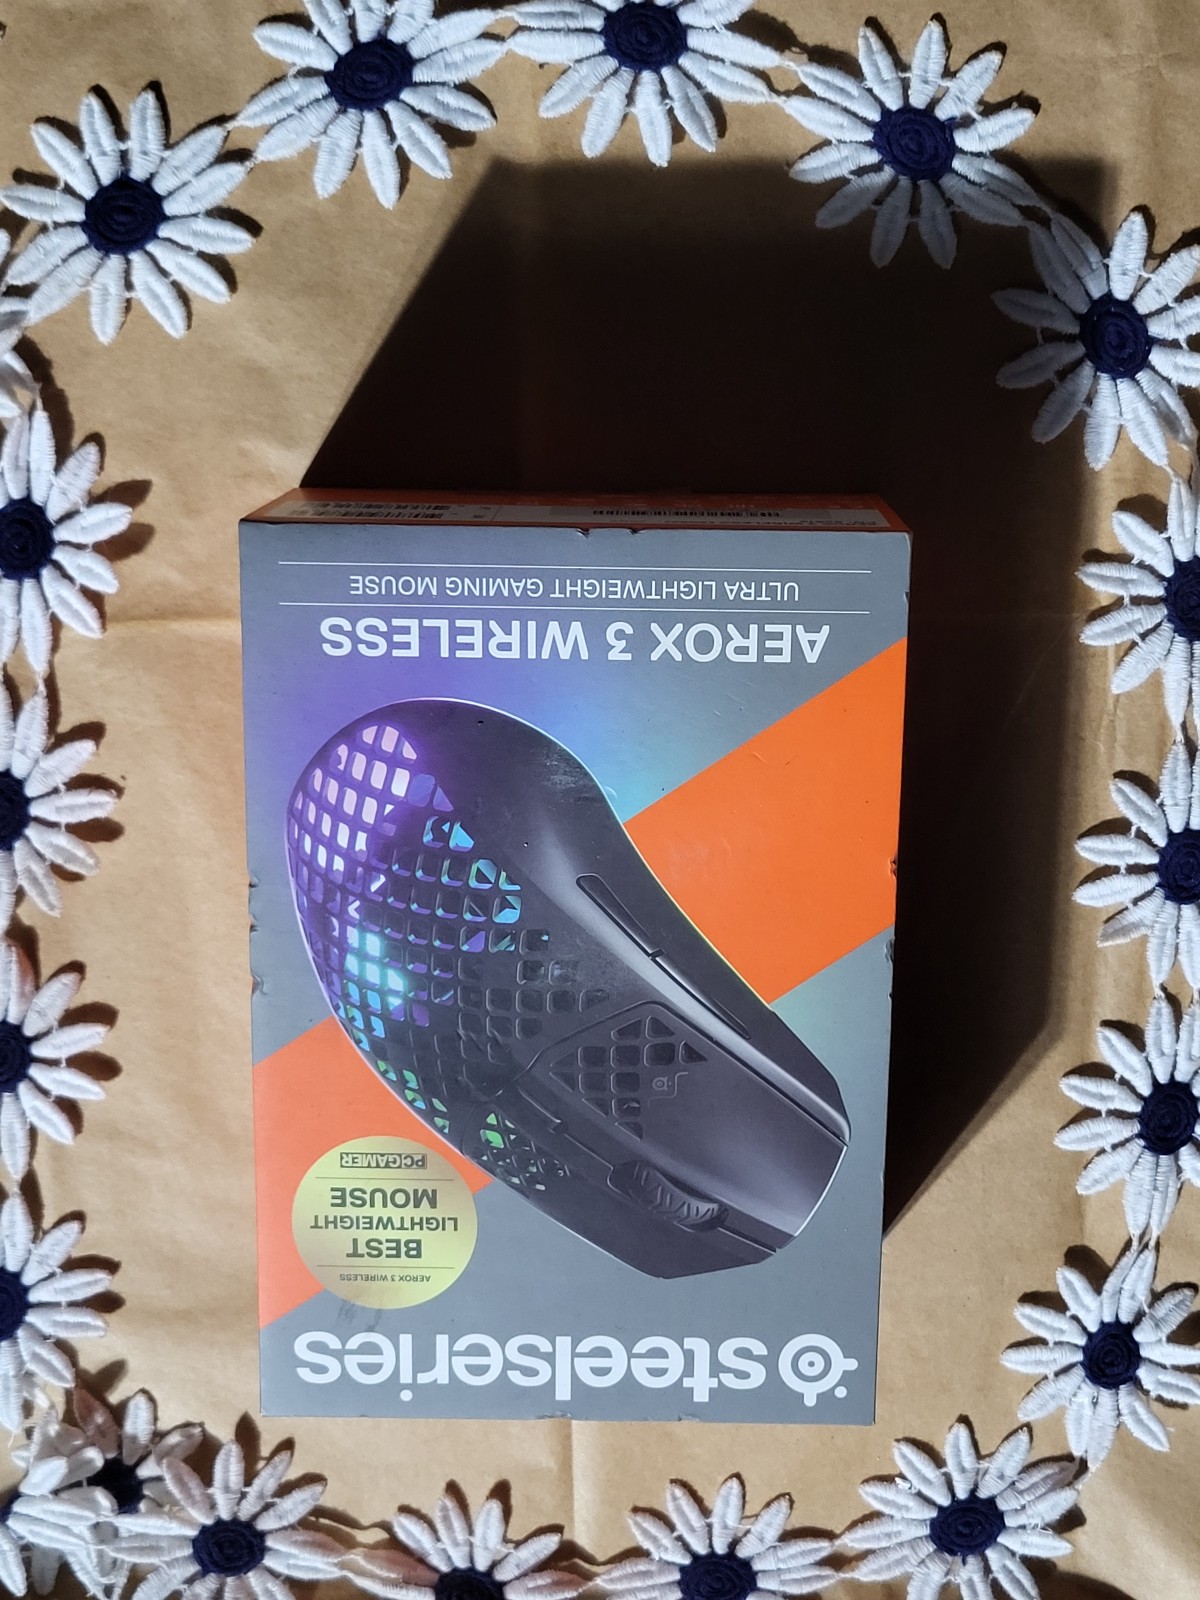 steelseries
AEROX 3 WIRELESS
BEST
LIGHTWEIGHT
MOUSE
PCGAMER
AEROX 3 WIRELESS
ULTRA LIGHTWEIGHT GAMING MOUSE